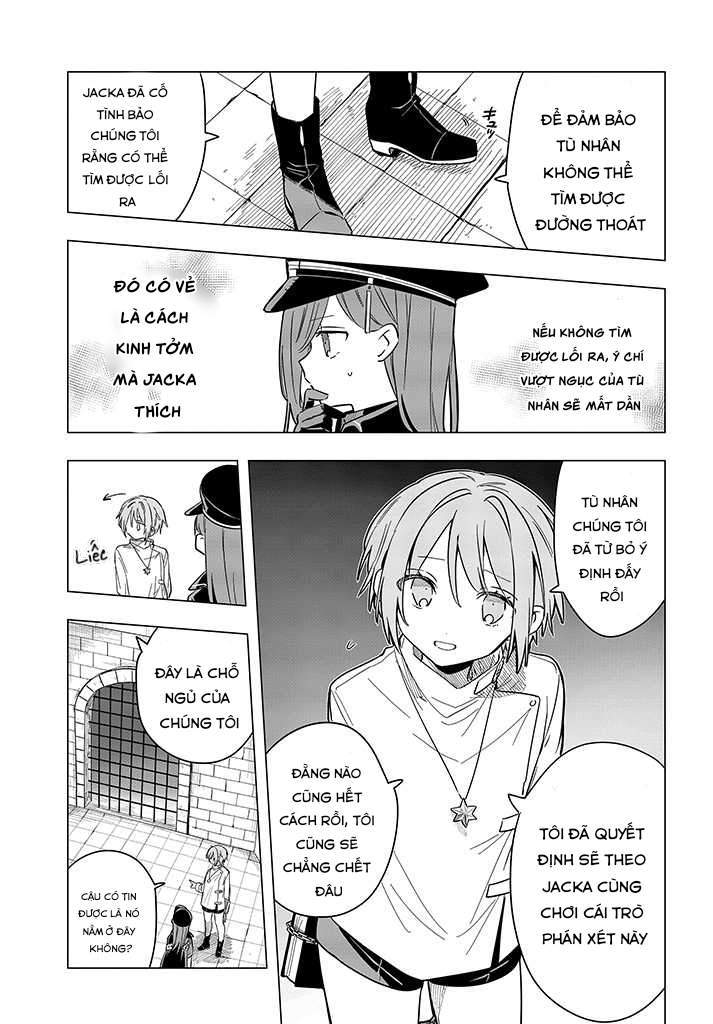 ĐỂ ĐẢM BẢO
TÙ NHÂN
KHÔNG THỂ
TÌM ĐƯỢC
ĐƯỜNG THOÁT
キュッ
JACKA ĐÃ CỐ
TÌNH BẢO
CHÚNG TÔI
RẰNG CÓ THỂ
TÌM ĐƯỢC LỐI
RA
NẾU KHÔNG TÌM
ĐƯỢC LỐI RA, Ý CHÍ
VƯỢT NGỤC CỦA TÙ
NHÂN SẼ MẤT DẦN
ĐÓ CÓ VẺ
LÀ CÁCH
KINH TỞM
MÀ JACKA
THÍCH
TÙ NHÂN
CHÚNG TÔI
ĐÃ TỪ BỎ Ý
ĐỊNH ĐẤY
RỒI
TÔI ĐÃ QUYẾT
ĐỊNH SẼ THEO
JACKA CÙNG
CHƠI CÁI TRÒ
PHÁN XÉT NÀY
ĐẰNG NÀO
CŨNG HẾT
CÁCH RỒI, TÔI
CŨNG SẼ
CHẲNG CHẾT
ĐÂU
Liếc
ĐÂY LÀ CHỖ
NGỦ CỦA
CHÚNG TÔI
CẬU CÓ TIN
ĐƯỢC LÀ NÓ
NẰM Ở ĐÂY
KHÔNG?